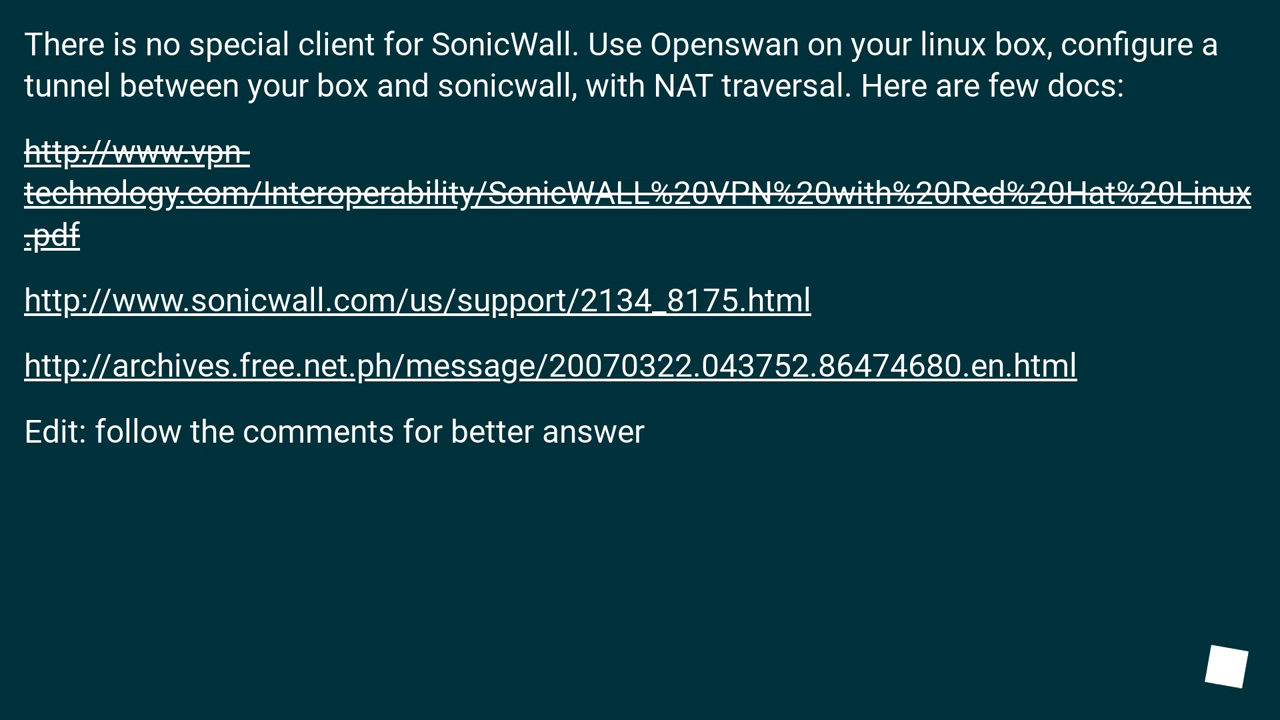 There is no special client for SonicWall. Use Openswan on your linux box, configure a
tunnel between your box and sonicwall, with NAT traversal. Here are few docs:
http://www.vpn-
technology.com/Interoperability/SonicWALL%20VPN%20with%20Red%20Hat%20Linux
.pdf
http://www.sonicwall.com/us/support/2134_8175.html
http://archives.free.net.ph/message/20070322.043752.86474680.en.html
Edit: follow the comments for better answer